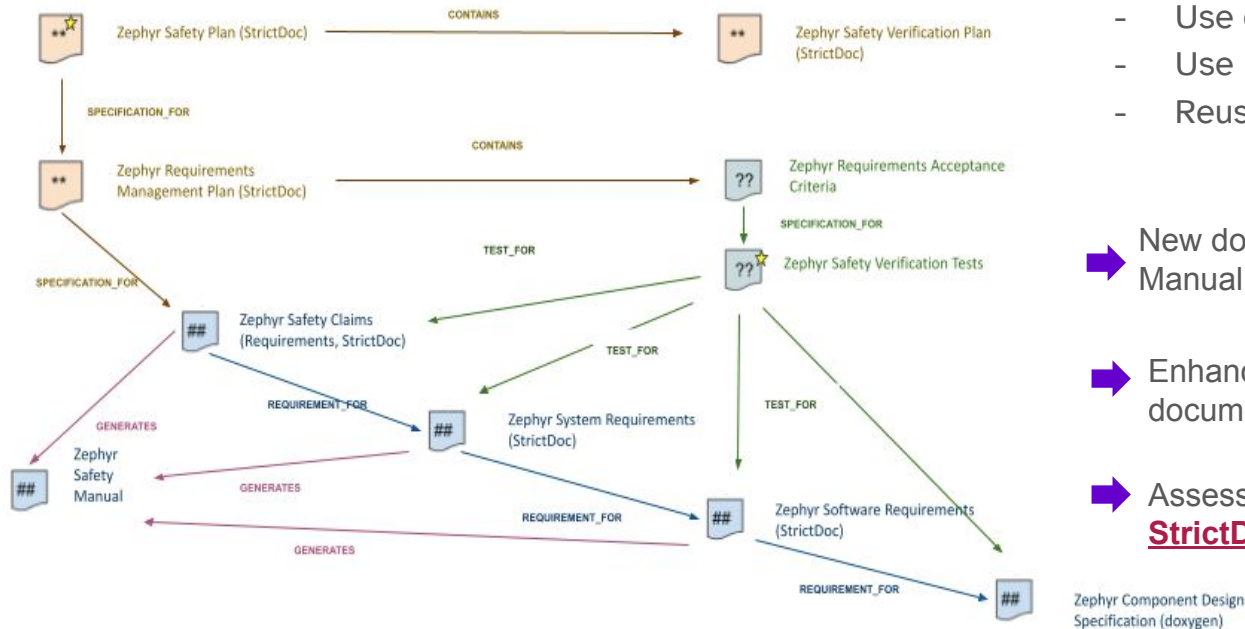 CONTAINS
**
Zephyr Safety Plan (StrictDoc)
**
Zephyr Safety Verification Plan
(StrictDoc)
SPECIFICATION_FOR
**
Zephyr Requirements
Management Plan (StrictDoc)
CONTAINS
??
Zephyr Requirements Acceptance
Criteria
SPECIFICATION_FOR
TEST_FOR
??
Zephyr Safety Verification Tests
SPECIFICATION_FOR
##
Zephyr Safety Claims
(Requirements, StrictDoc)
TEST_FOR
REQUIREMENT_FOR
TEST_FOR
GENERATES
##
Zephyr System Requirements
(StrictDoc)
##
Zephyr
Safety
Manual
GENERATES
REQUIREMENT_FOR
##
Zephyr Software Requirements
(StrictDoc)
GENERATES
REQUIREMENT_FOR
##
Zephyr Component Design
Specification (doxygen)
- Use
- Use
- Reus
New do
Manual
Enhanc
docum
Assess
StrictD